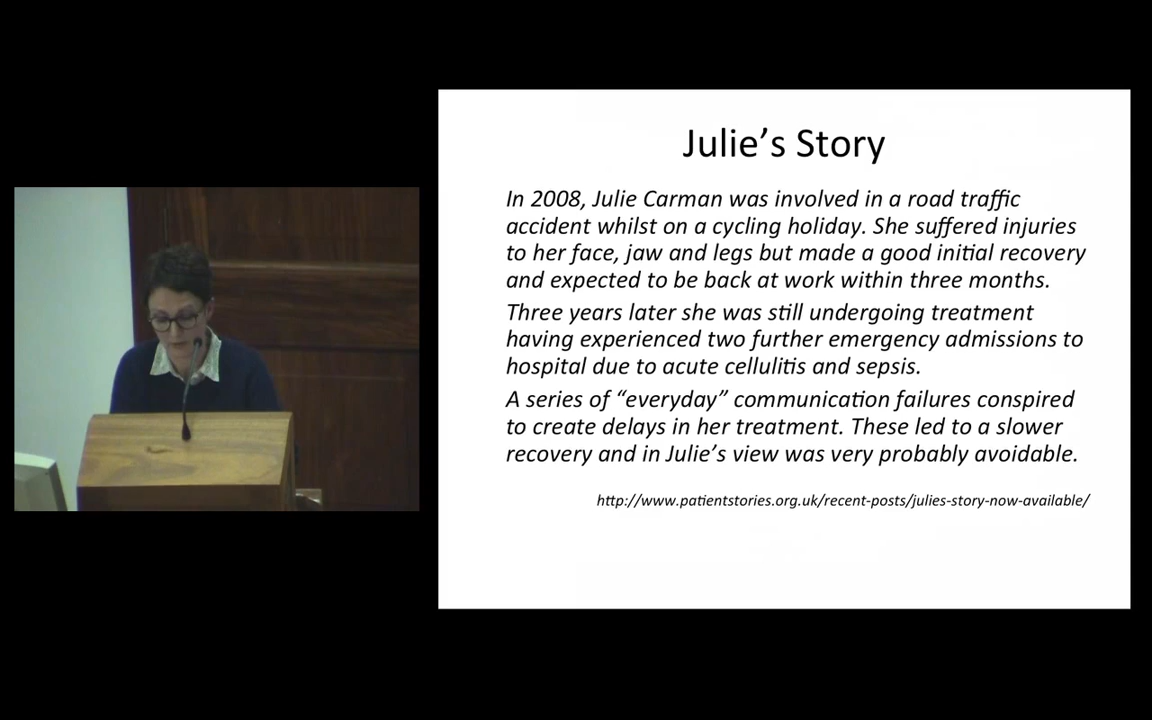 Julie’s Story
In 2008, Julie Carman was involved in a road traffic
accident whilst on a cycling holiday. She suffered injuries
to her face, jaw and legs but made a good initial recovery
and expected to be back at work within three months.
Three years later she was still undergoing treatment
having experienced two further emergency admissions to
hospital due to acute cellulitis and sepsis.
A series of “everyday” communication failures conspired
to create delays in her treatment. These led to a slower
recovery and in Julie’s view was very probably avoidable.
http://www.patientstories.org.uk/recent-posts/julies-story-now-available/